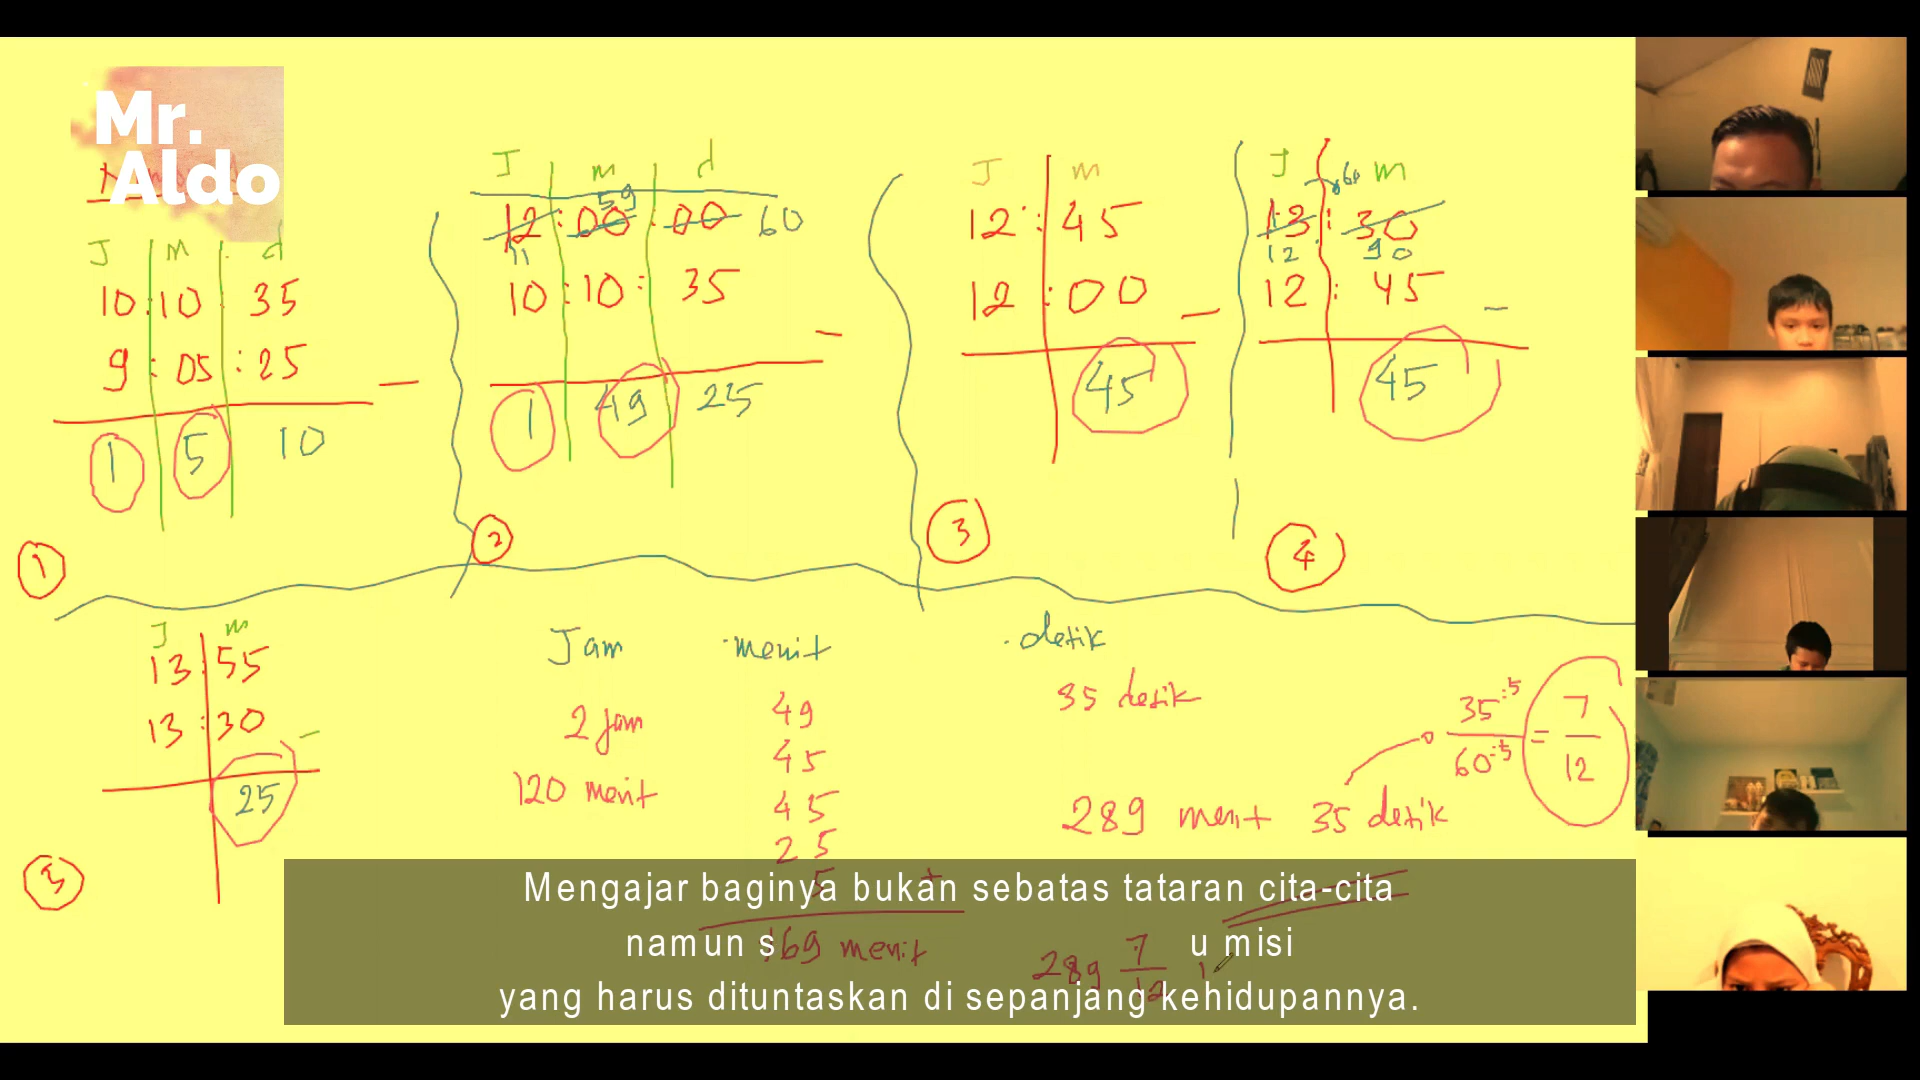 Mr.
Aldo
J m d
10:10:35
9:05:25 -
1 5 10
1
J m d
59
12:00:00 60
11
10:10:35 -
1 49 25
2
J m
12:45
12:00 -
45
3
J m
60
13:30
12 90
12:45 -
45
4
J m
13:55
13:30 -
25
3
Jam menit detik
2 jam
120 menit
49
45
45
25
5 +
169 menit
35 detik
289 menit 35 detik
35:5 / 60:5 = 7/12
289 7/12
Mengajar baginya bukan sebatas tataran cita-cita
namun s u misi
yang harus dituntaskan di sepanjang kehidupannya.